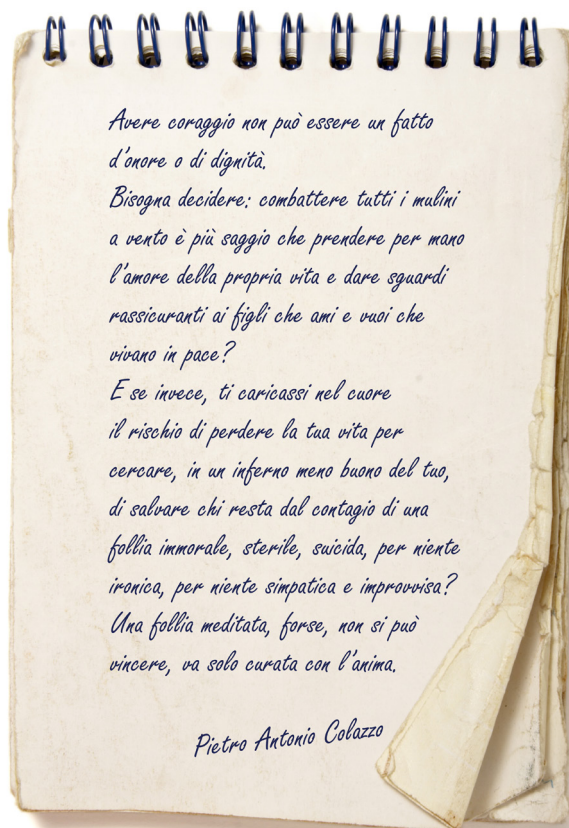 Avere coraggio non può essere un fatto
d'onore o di dignità.
Bisogna decidere: combattere tutti i mulini
a vento è più saggio che prendere per mano
l'amore della propria vita e dare sguardi
rassicuranti ai figli che ami e vuoi che
vivano in pace?
E se invece, ti caricassi nel cuore
il rischio di perdere la tua vita per
cercare, in un inferno meno buono del tuo,
di salvare chi resta dal contagio di una
follia immorale, sterile, suicida, per niente
ironica, per niente simpatica e improvvisa?
Una follia meditata, forse, non si può
vincere, va solo curata con l'anima.
Pietro Antonio Colazzo